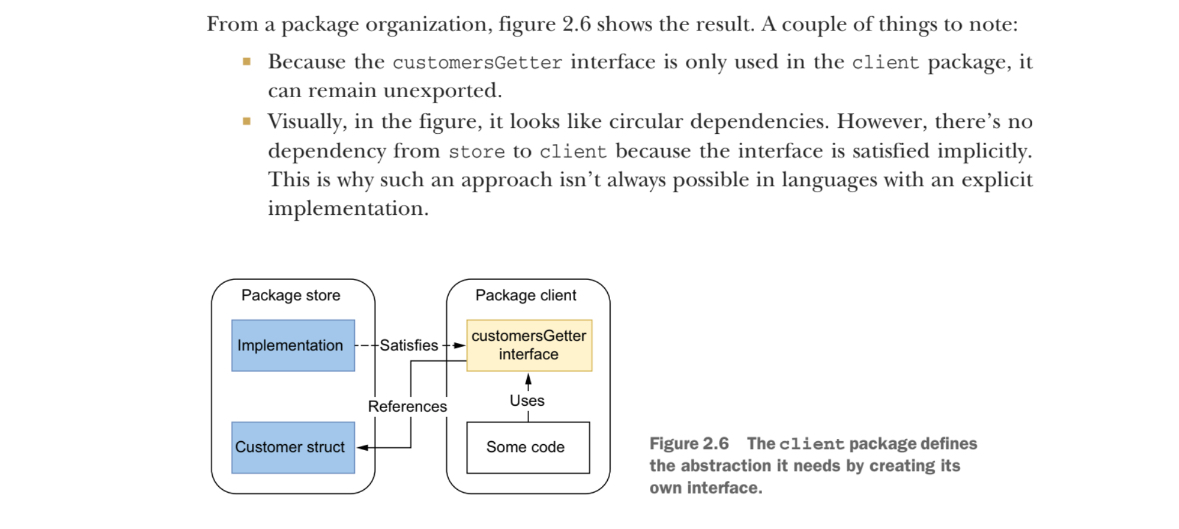 From a package organization, figure 2.6 shows the result. A couple of things to note:
▪ Because the customersGetter interface is only used in the client package, it
can remain unexported.
▪ Visually, in the figure, it looks like circular dependencies. However, there's no
dependency from store to client because the interface is satisfied implicitly.
This is why such an approach isn't always possible in languages with an explicit
implementation.
Package store
Implementation
Satisfies
References
Customer struct
Package client
customersGetter
interface
Uses
Some code
Figure 2.6 The client package defines
the abstraction it needs by creating its
own interface.